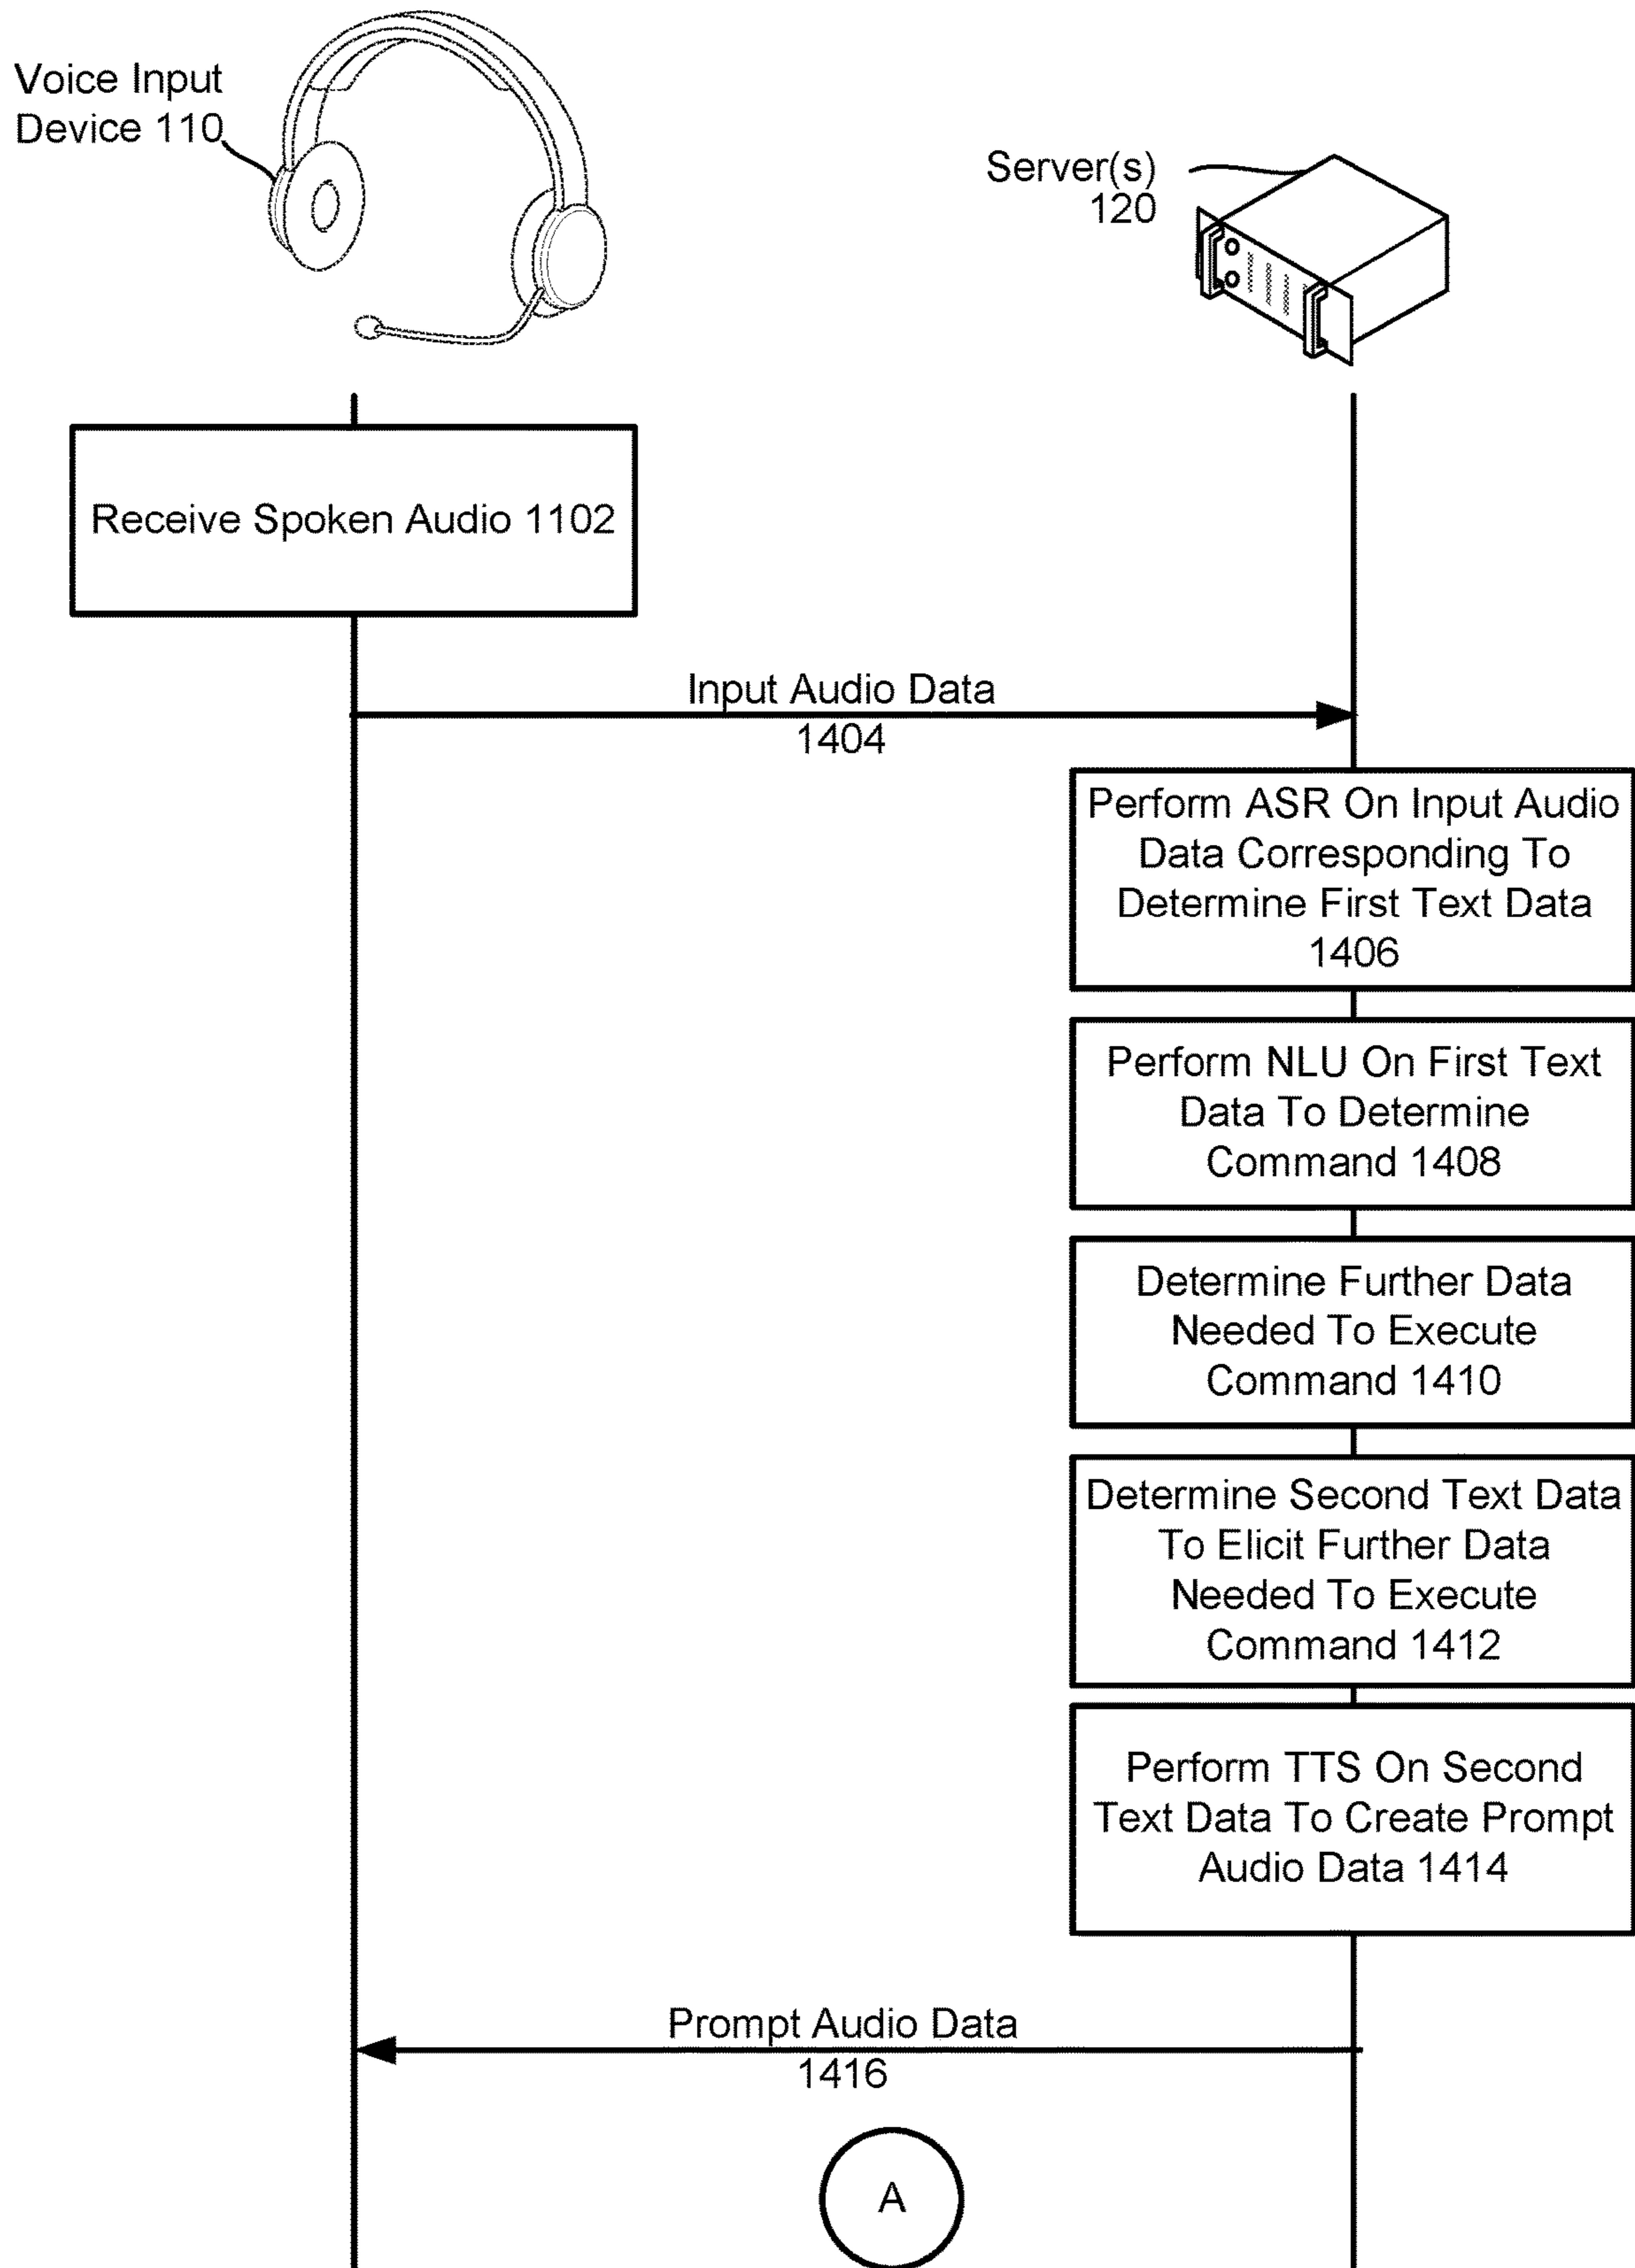 Voice Input
Device 110
Server(s)
120
Receive Spoken Audio 1102
Input Audio Data
1404
Perform ASR On Input Audio
Data Corresponding To
Determine First Text Data
1406
Perform NLU On First Text
Data To Determine
Command 1408
Determine Further Data
Needed To Execute
Command 1410
Determine Second Text Data
To Elicit Further Data
Needed To Execute
Command 1412
Perform TTS On Second
Text Data To Create Prompt
Audio Data 1414
Prompt Audio Data
1416
A